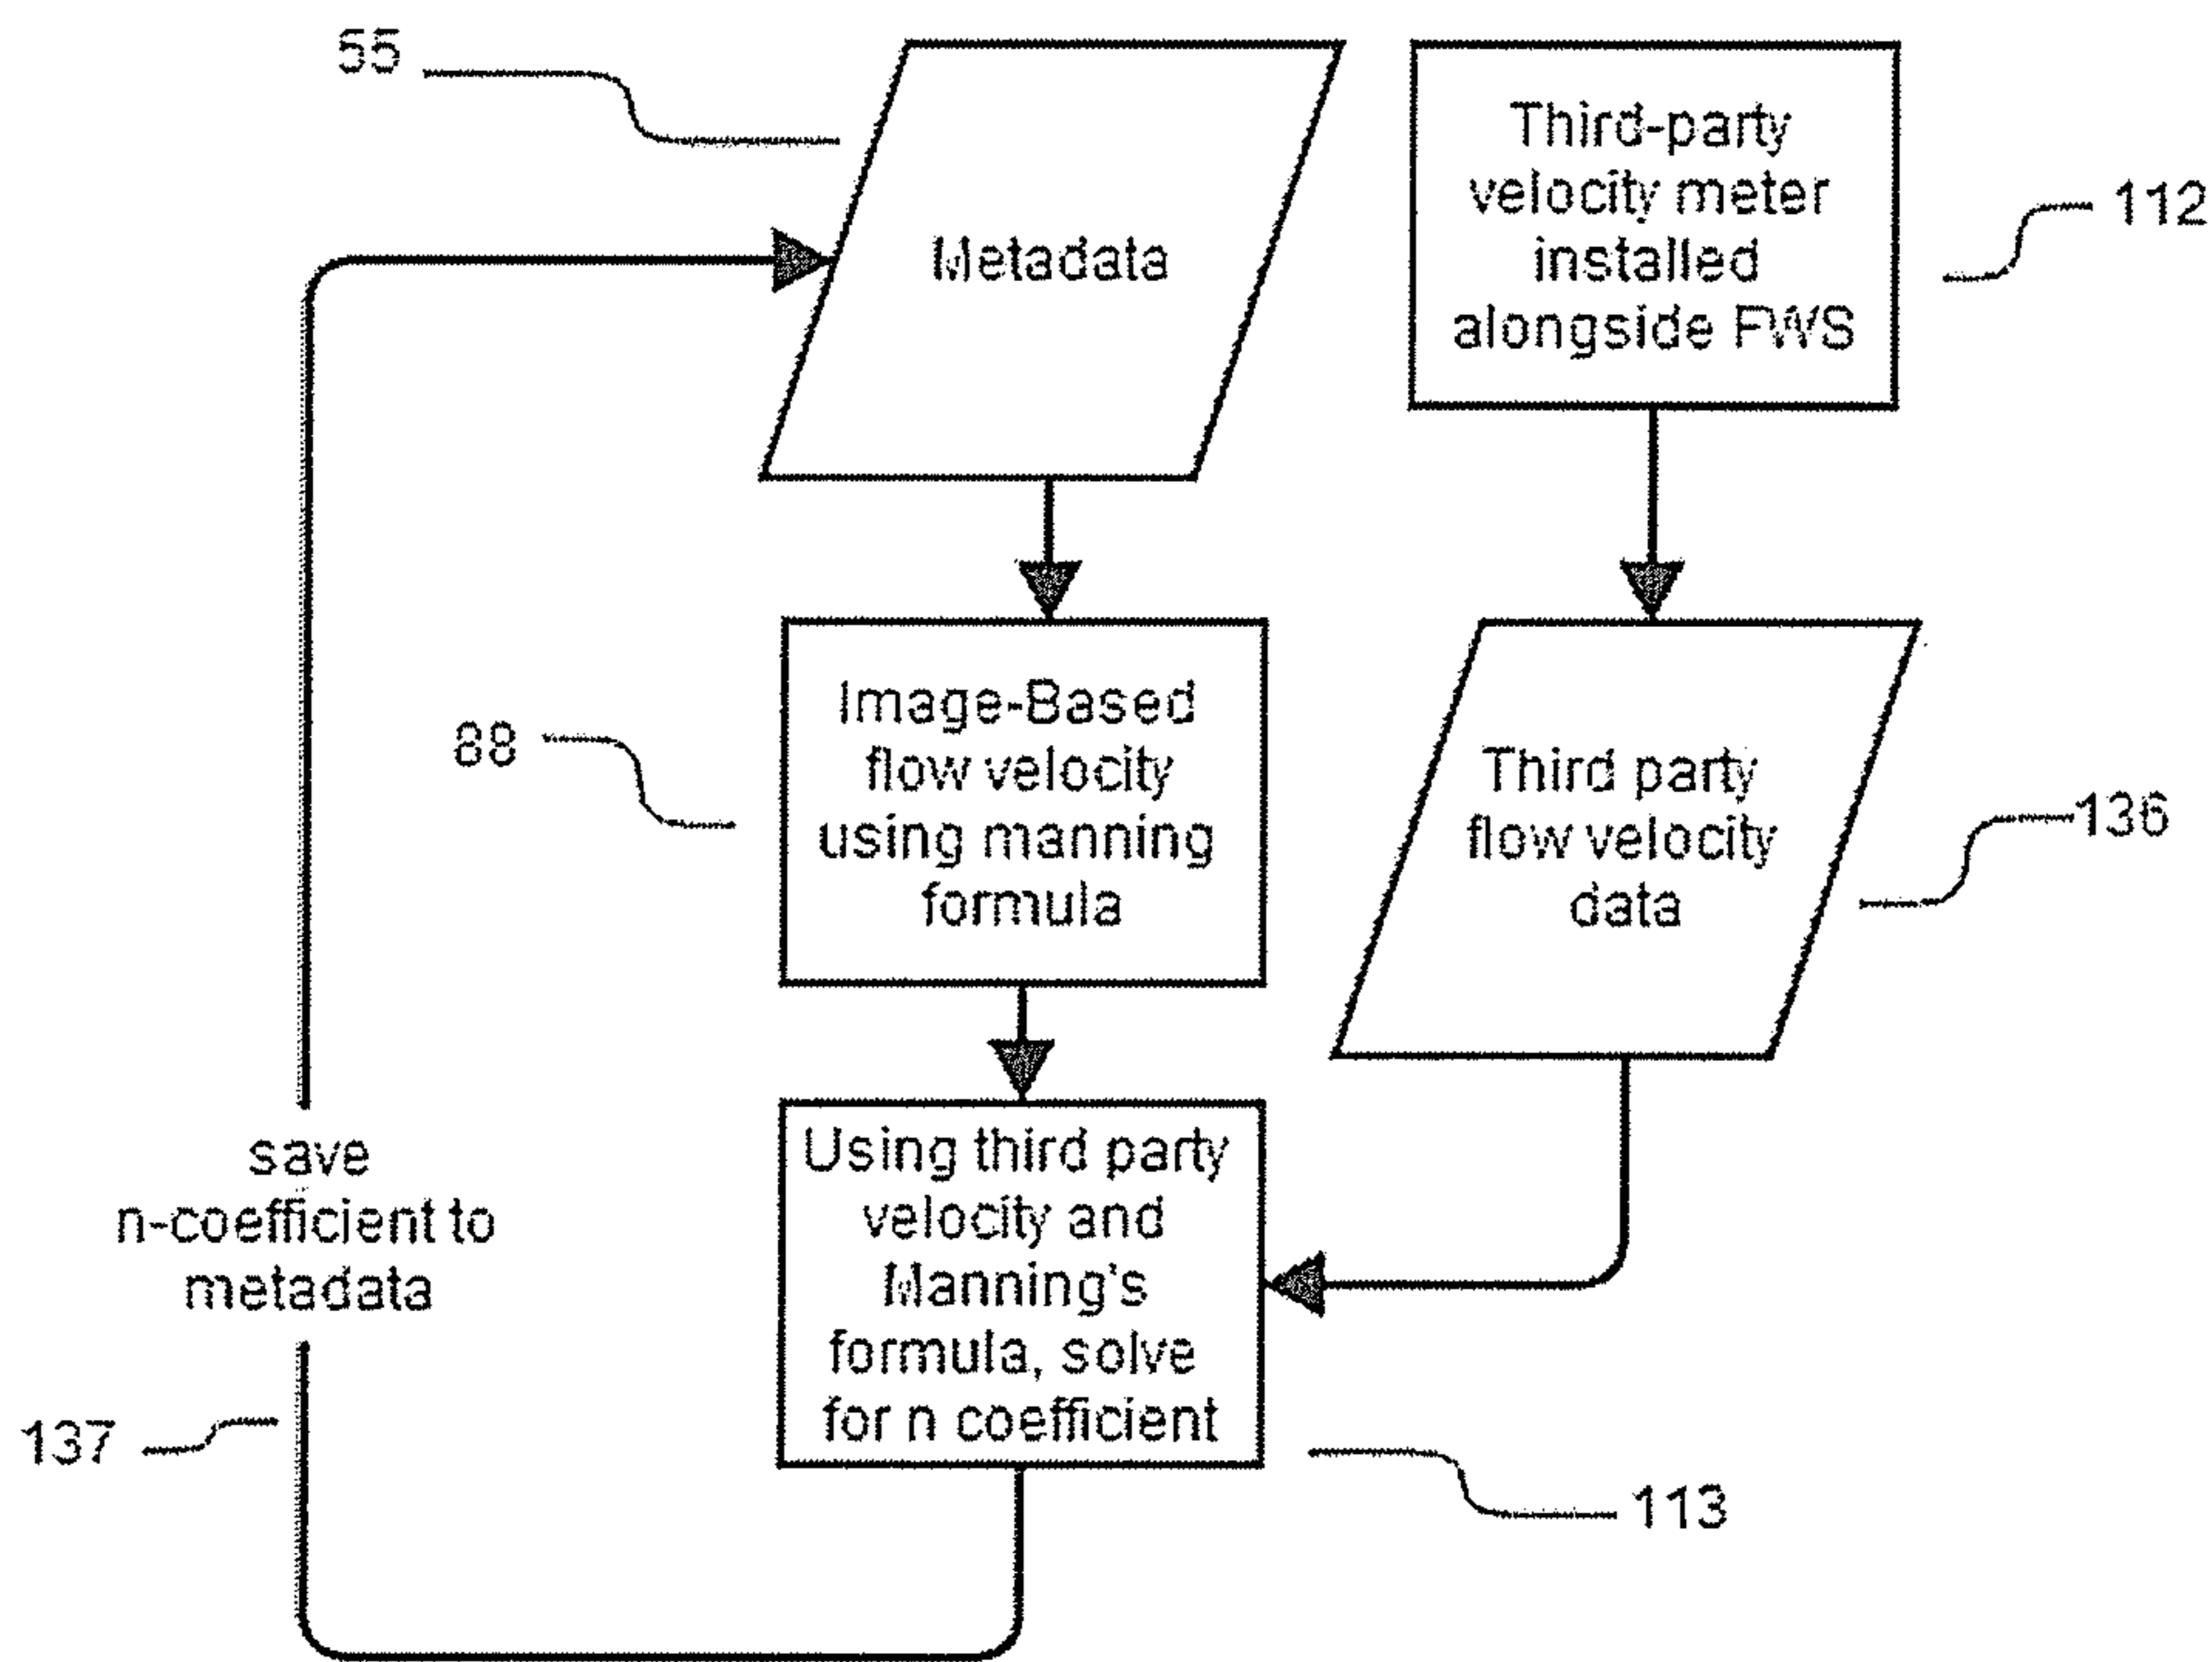 55
Metadata
Third-party
velocity meter
installed
alongside FWS
112
88
Image-Based
flow velocity
using manning
formula
Third party
flow velocity
data
136
save
n-coefficient to
metadata
137
Using third party
velocity and
Manning's
formula, solve
for n coefficient
113